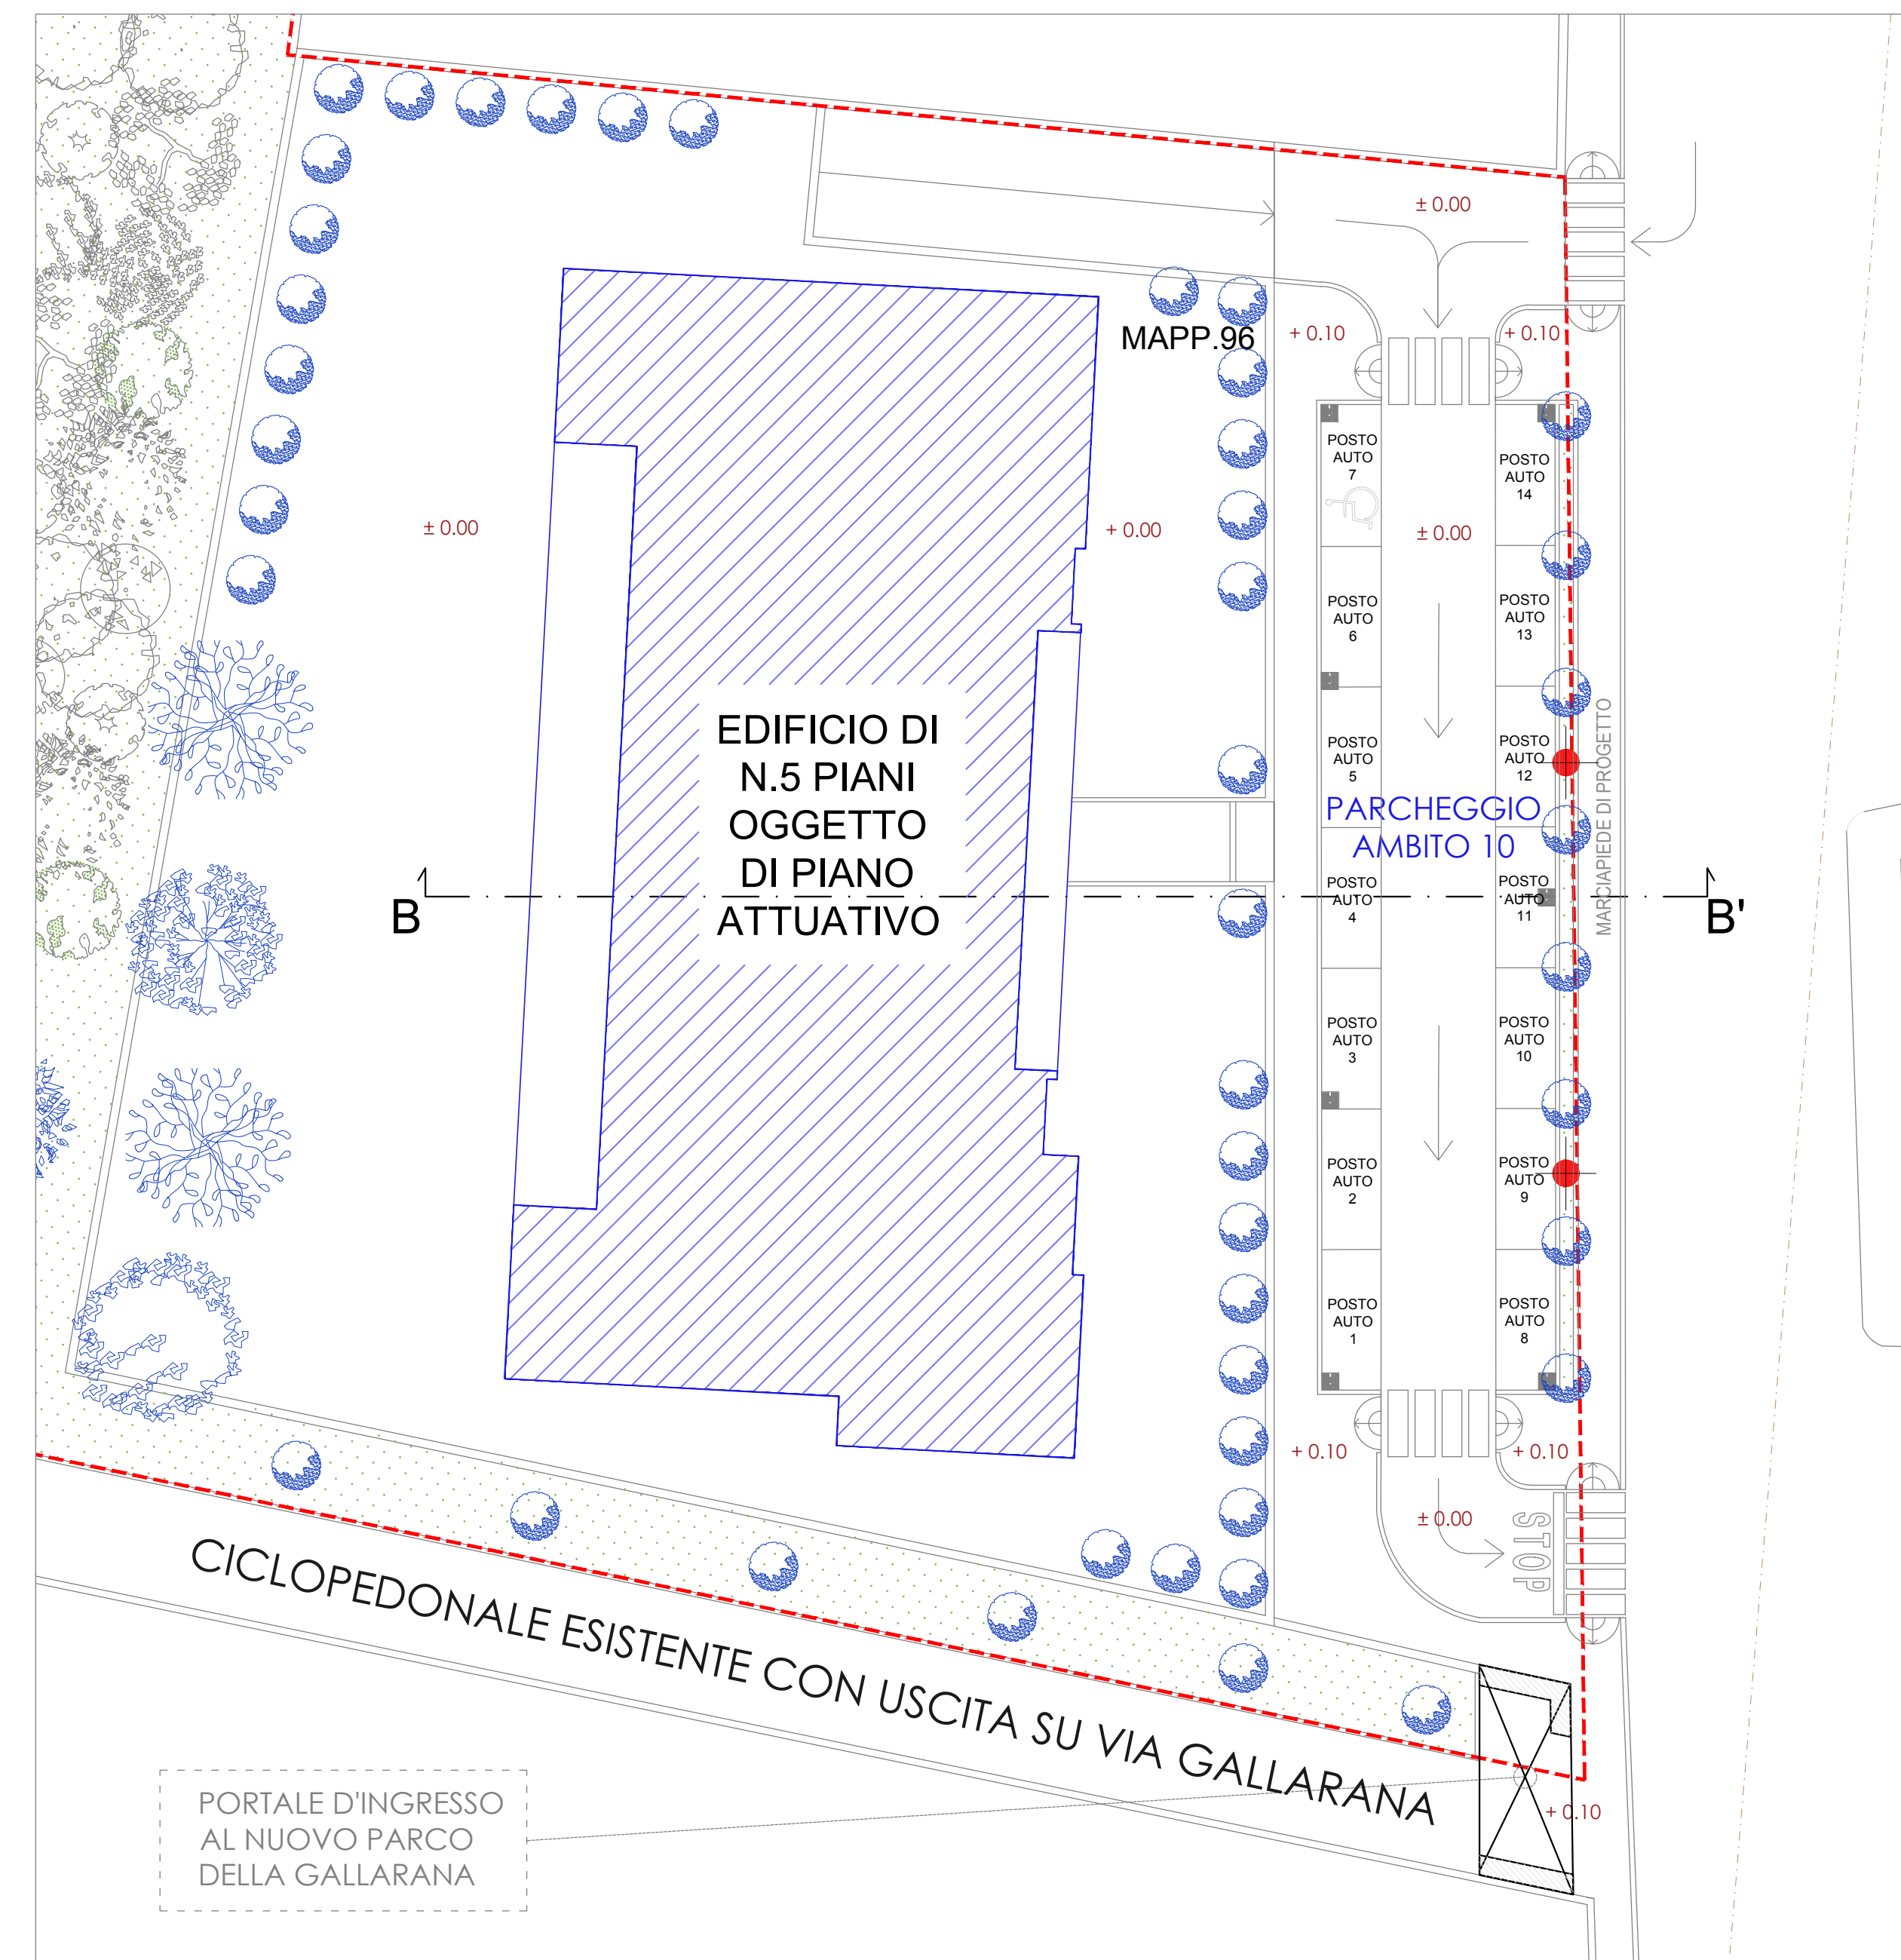 ± 0.00
MAPP.96
+ 0.10
+ 0.10
POSTO
AUTO
7
POSTO
AUTO
14
± 0.00
+ 0.00
± 0.00
POSTO
AUTO
6
POSTO
AUTO
13
EDIFICIO DI
N.5 PIANI
OGGETTO
DI PIANO
ATTUATIVO
POSTO
AUTO
5
POSTO
AUTO
12
MARCIAPIEDE DI PROGETTO
PARCHEGGIO
AMBITO 10
POSTO
AUTO
4
POSTO
AUTO
11
B
B'
POSTO
AUTO
3
POSTO
AUTO
10
POSTO
AUTO
2
POSTO
AUTO
9
POSTO
AUTO
1
POSTO
AUTO
8
+ 0.10
+ 0.10
± 0.00
STOP
CICLOPEDONALE ESISTENTE CON USCITA SU VIA GALLARANA
+ 0.10
PORTALE D'INGRESSO
AL NUOVO PARCO
DELLA GALLARANA